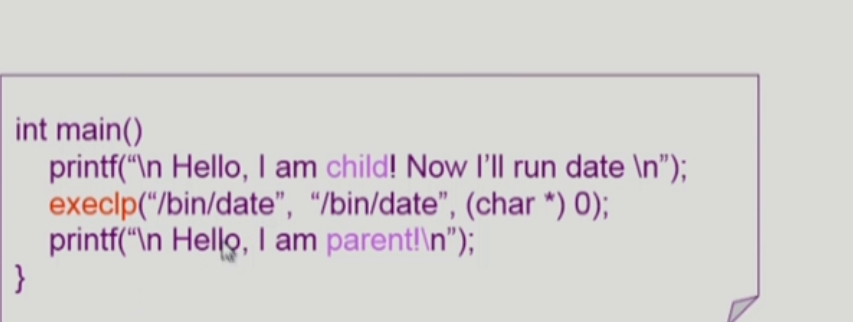 int main()
printf(“\n Hello, I am child! Now I’ll run date \n”);
execlp(“/bin/date”, “/bin/date”, (char *) 0);
printf(“\n Hello, I am parent!\n”);
}